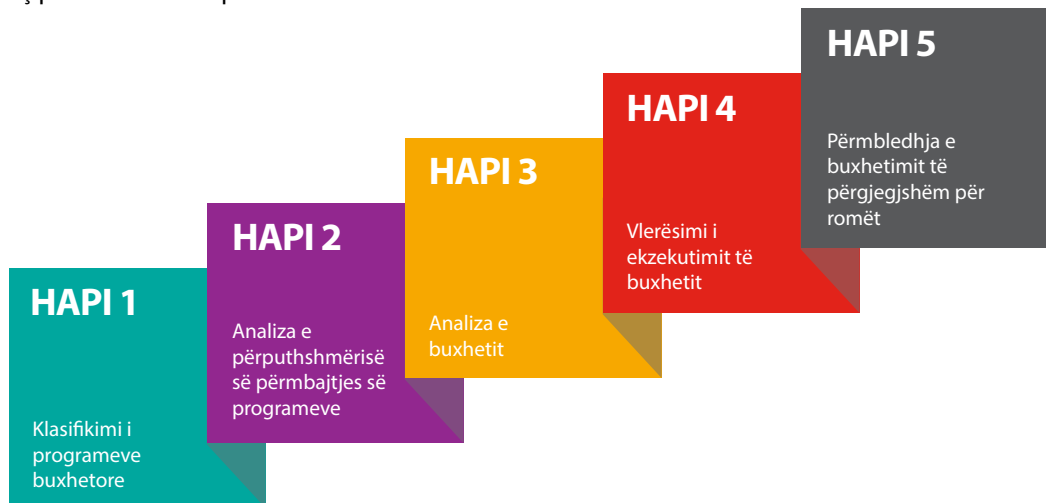 HAPI 1
Klasifikimi i
programeve
buxhetore
HAPI 2
Analiza e
përputhshmërisë
së përmbajtjes së
programeve
HAPI 3
Analiza e
buxhetit
HAPI 4
Vlerësimi i
ekzekutimit të
buxhetit
HAPI 5
Përmbledhja e
buxhetimit të
përgjegjshëm për
romët